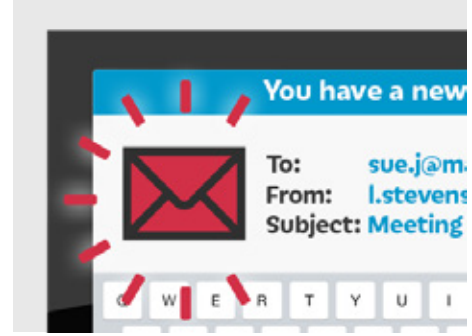 You have a new
To: sue.j@m
From: l.stevens
Subject: Meeting
Q W E R T Y U I